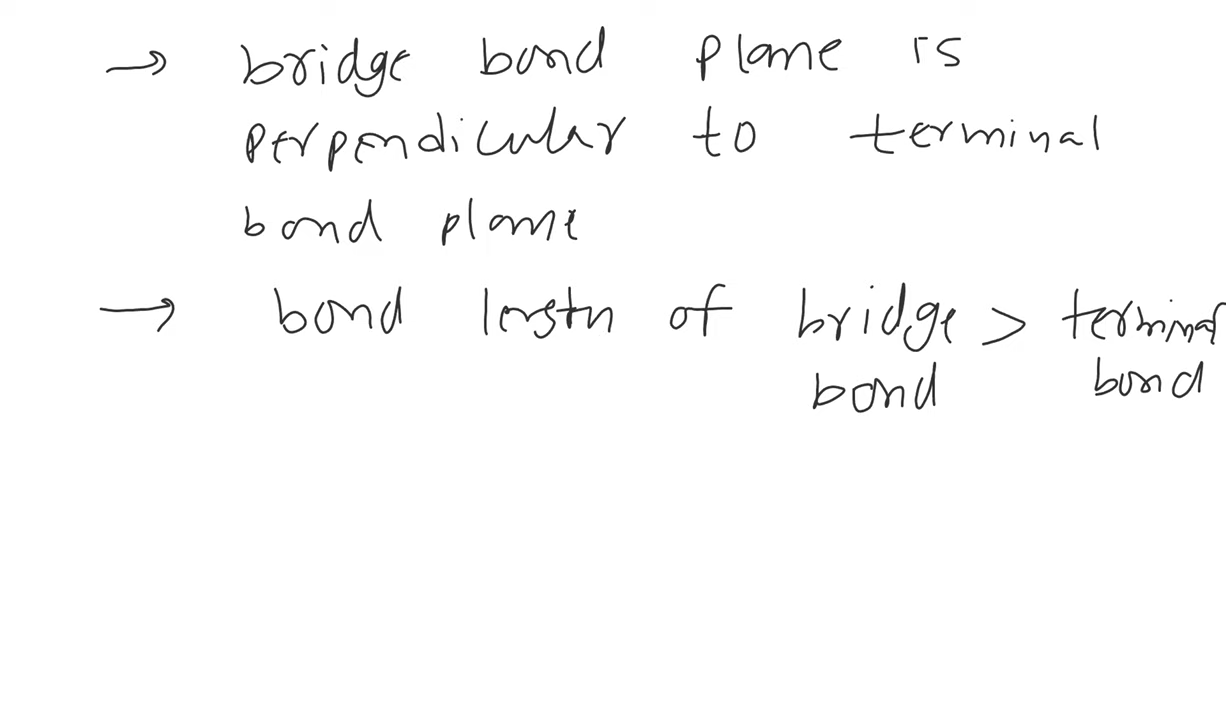 → bridge bond plane is
perpendicular to terminal
bond plane
→ bond length of bridge > terminal
bond bond